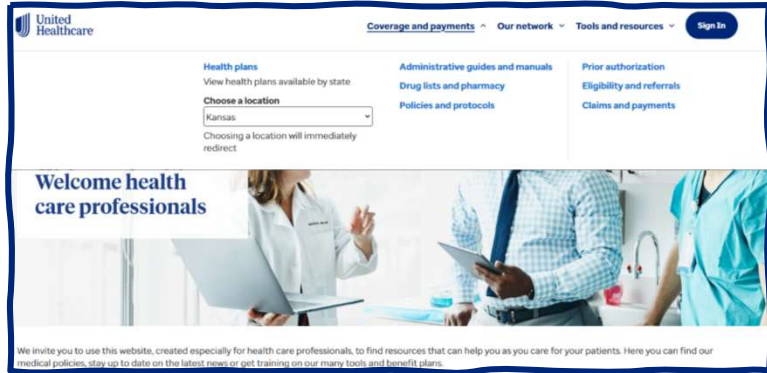 United
Healthcare
Coverage and payments
Our network
Tools and resources
Sign In
Health plans
View health plans available by state
Choose a location
Kansas
Choosing a location will immediately
redirect
Administrative guides and manuals
Drug lists and pharmacy
Policies and protocols
Prior authorization
Eligibility and referrals
Claims and payments
Welcome health
care professionals
We invite you to use this website, created especially for health care professionals, to find resources that can help you as you care for your patients. Here you can find our
medical policies, stay up to date on the latest news or get training on our many tools and benefit plans.